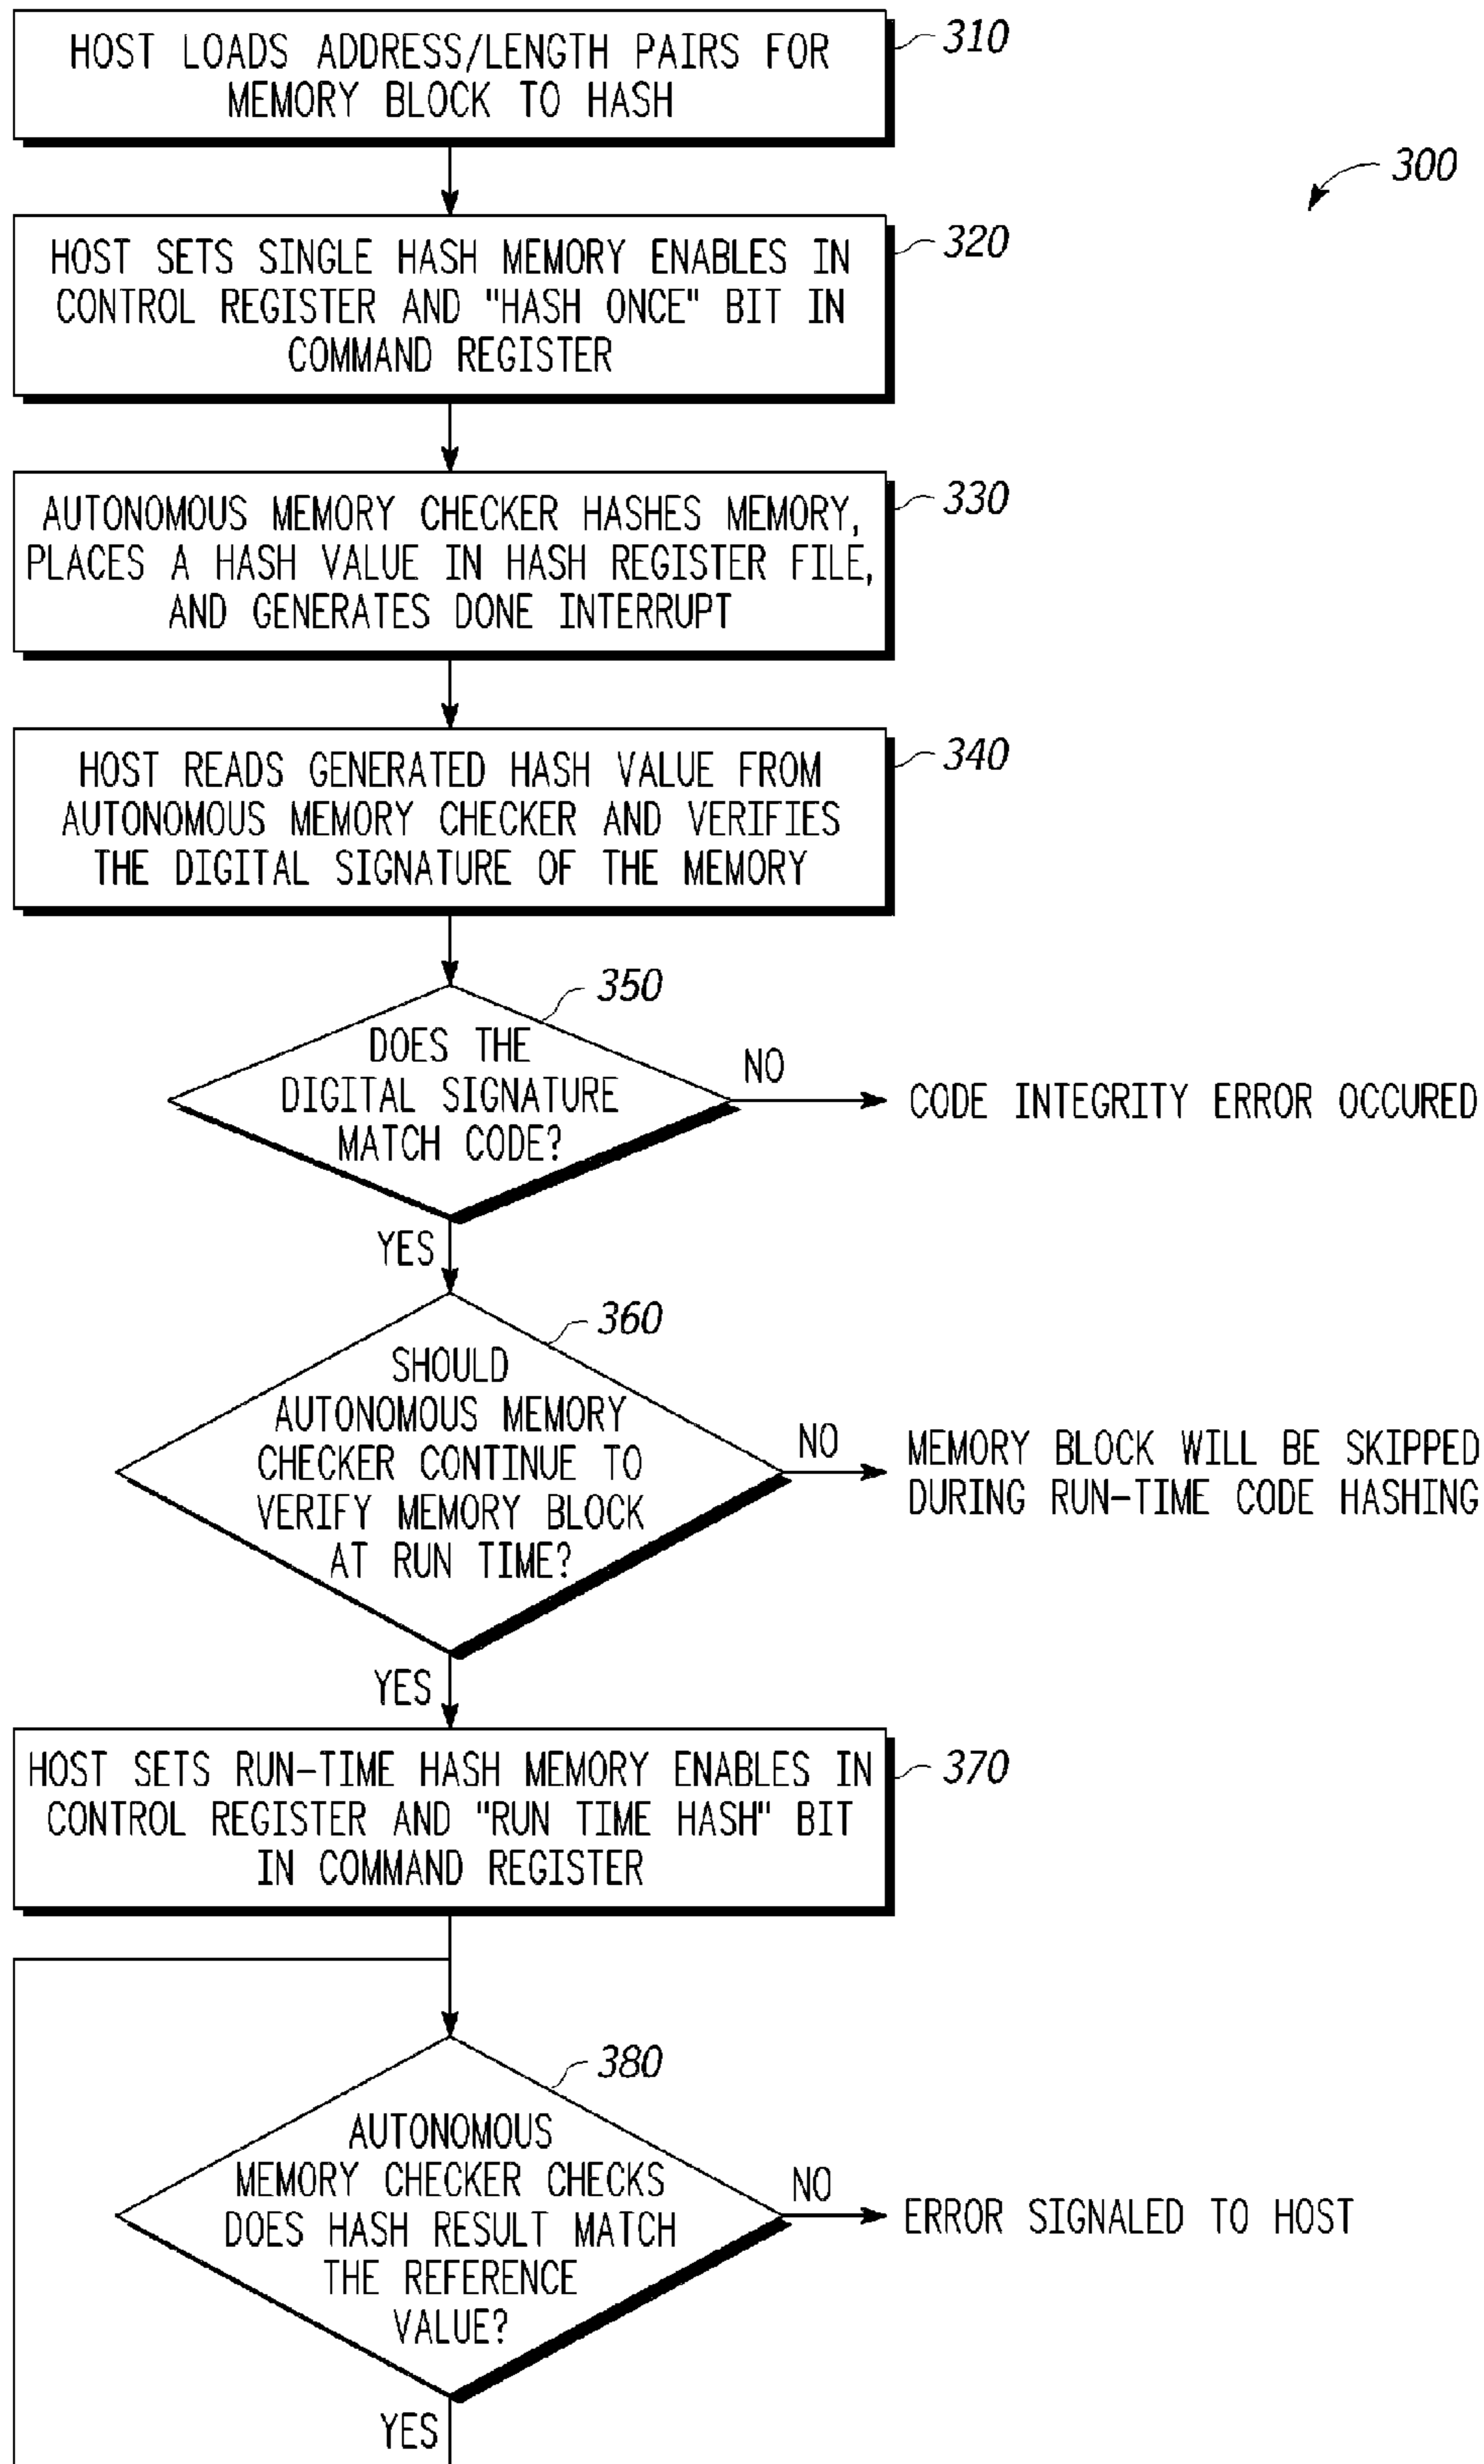 HOST LOADS ADDRESS/LENGTH PAIRS FOR
MEMORY BLOCK TO HASH
310
300
HOST SETS SINGLE HASH MEMORY ENABLES IN
CONTROL REGISTER AND "HASH ONCE" BIT IN
COMMAND REGISTER
320
AUTONOMOUS MEMORY CHECKER HASHES MEMORY,
PLACES A HASH VALUE IN HASH REGISTER FILE,
AND GENERATES DONE INTERRUPT
330
HOST READS GENERATED HASH VALUE FROM
AUTONOMOUS MEMORY CHECKER AND VERIFIES
THE DIGITAL SIGNATURE OF THE MEMORY
340
350
DOES THE
DIGITAL SIGNATURE
MATCH CODE?
NO
CODE INTEGRITY ERROR OCCURED
YES
360
SHOULD
AUTONOMOUS MEMORY
CHECKER CONTINUE TO
VERIFY MEMORY BLOCK
AT RUN TIME?
NO
MEMORY BLOCK WILL BE SKIPPED
DURING RUN-TIME CODE HASHING
YES
HOST SETS RUN-TIME HASH MEMORY ENABLES IN
CONTROL REGISTER AND "RUN TIME HASH" BIT
IN COMMAND REGISTER
370
380
AUTONOMOUS
MEMORY CHECKER CHECKS
DOES HASH RESULT MATCH
THE REFERENCE
VALUE?
NO
ERROR SIGNALED TO HOST
YES